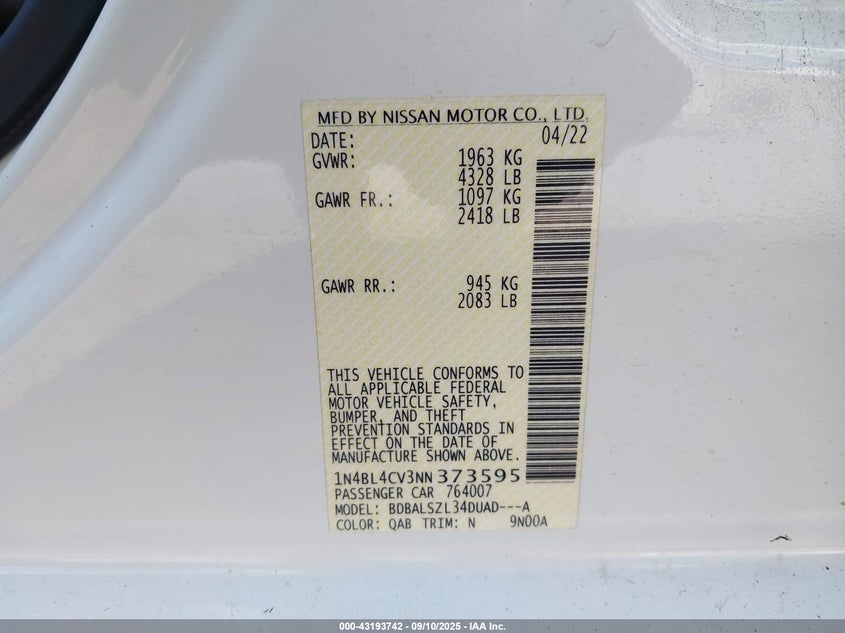 MFD BY NISSAN MOTOR CO., LTD.
DATE: 04/22
GVWR: 1963 KG
4328 LB
GAWR FR.: 1097 KG
2418 LB
GAWR RR.: 945 KG
2083 LB
THIS VEHICLE CONFORMS TO
ALL APPLICABLE FEDERAL
MOTOR VEHICLE SAFETY,
BUMPER, AND THEFT
PREVENTION STANDARDS IN
EFFECT ON THE DATE OF
MANUFACTURE SHOWN ABOVE.
1N4BL4CV3NN373595
PASSENGER CAR 764007
MODEL: BDBALSZL34DUAD---A
COLOR: QAB TRIM: N 9N00A
000-43193742 - 09/10/2025 - IAA Inc.